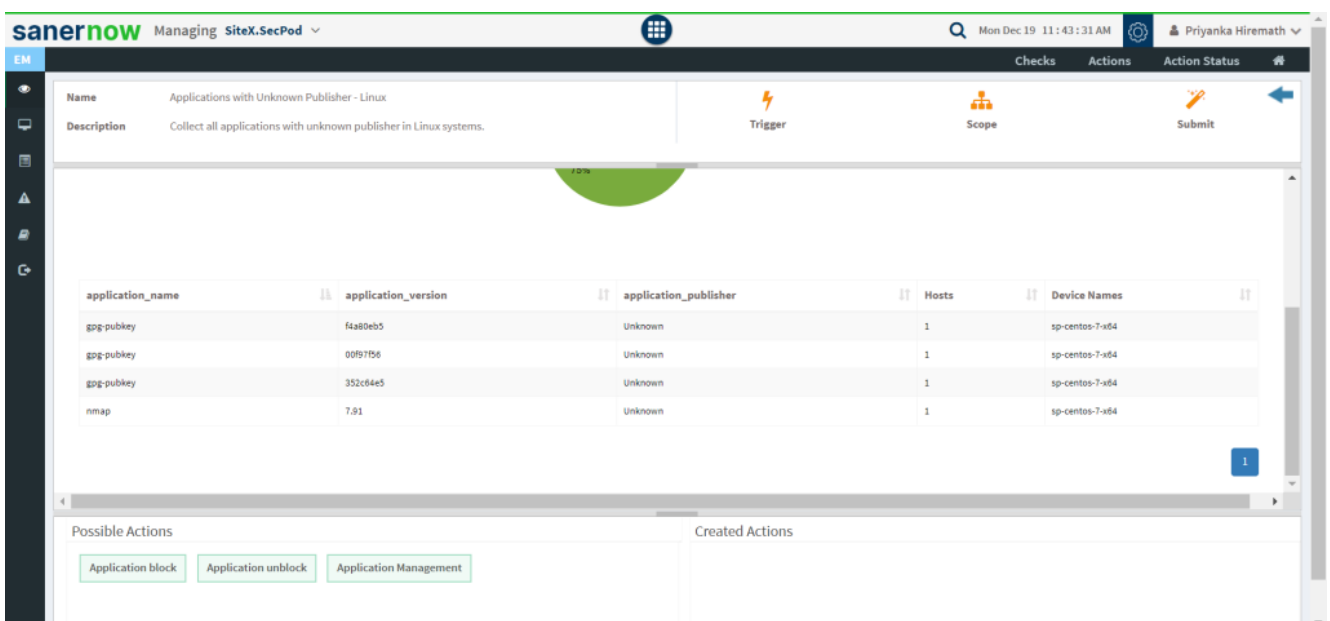 sanernow Managing SiteX.SecPod Mon Dec 19 11:43:31 AM Priyanka Hiremath
EM Checks Actions Action Status
Name Applications with Unknown Publisher - Linux
Description Collect all applications with unknown publisher in Linux systems.
Trigger Scope Submit
75%
application_name application_version application_publisher Hosts Device Names
gpg-pubkey f4a80eb5 Unknown 1 sp-centos-7-x64
gpg-pubkey 00f97f56 Unknown 1 sp-centos-7-x64
gpg-pubkey 352c64e5 Unknown 1 sp-centos-7-x64
nmap 7.91 Unknown 1 sp-centos-7-x64
1
Possible Actions Created Actions
Application block Application unblock Application Management